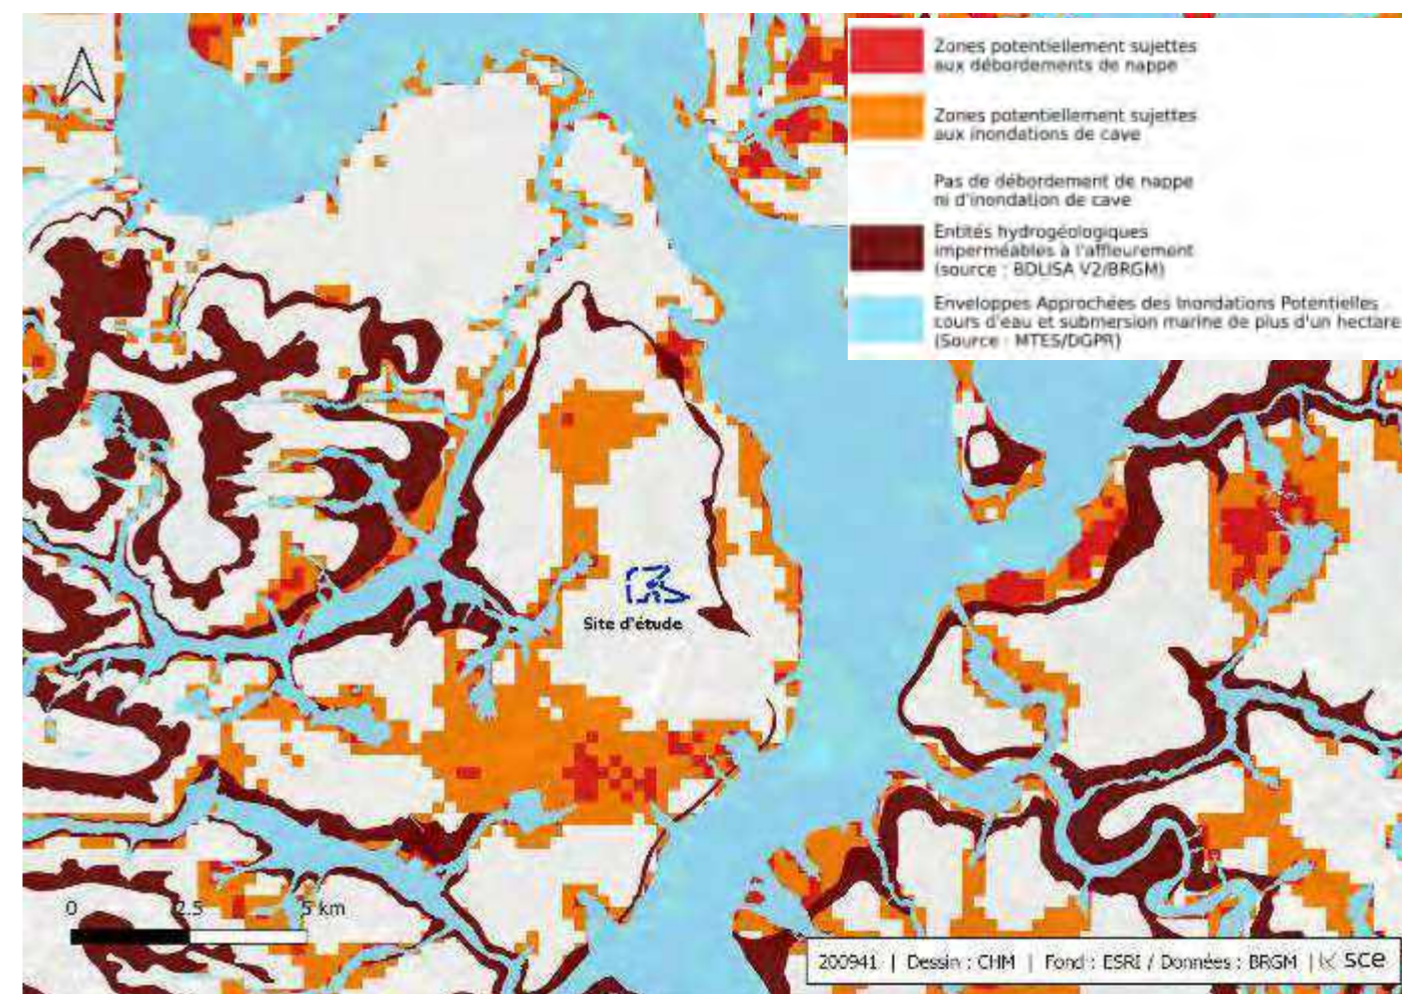 Zones potentiellement sujettes
aux débordements de nappe
Zones potentiellement sujettes
aux inondations de cave
Pas de débordement de nappe
ni d'inondation de cave
Entités hydrogéologiques
imperméables à l'affleurement
(source : BDLISA V2/BRGM)
Enveloppes Approchées des Inondations Potentielles
cours d'eau et submersion marine de plus d'un hectare
(Source : MTES/DGPR)
Site d'étude
0 2.5 5 km
200941 | Dessin : CHM | Fond : ESRI / Données : BRGM | sce